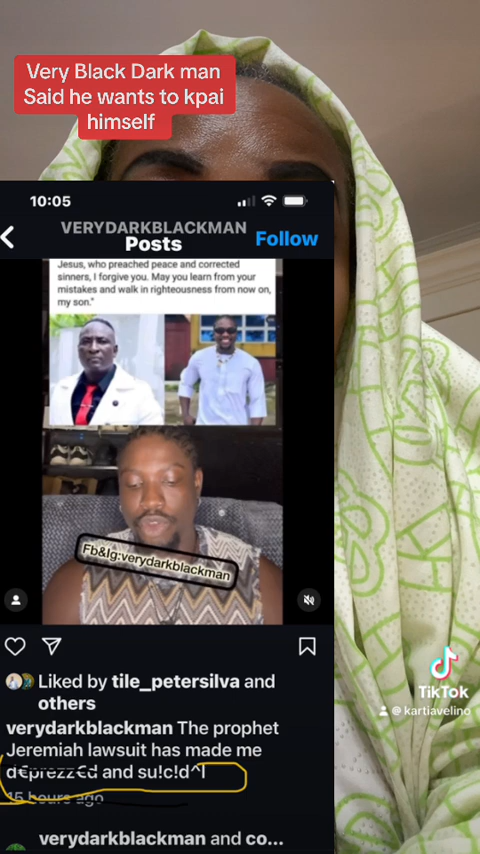 Very Black Dark man
Said he wants to kpai
himself
10:05
VERYDARKBLACKMAN
Posts
Follow
Jesus, who preached peace and corrected
sinners, I forgive you. May you learn from your
mistakes and walk in righteousness from now on,
my son."
Fb&Ig:verydarkblackman
Liked by tile_petersilva and
others
verydarkblackman The prophet
Jeremiah lawsuit has made me
d€prezz€d and su!c!d^l
15 hours ago
verydarkblackman and co...
TikTok
@kartiavelino